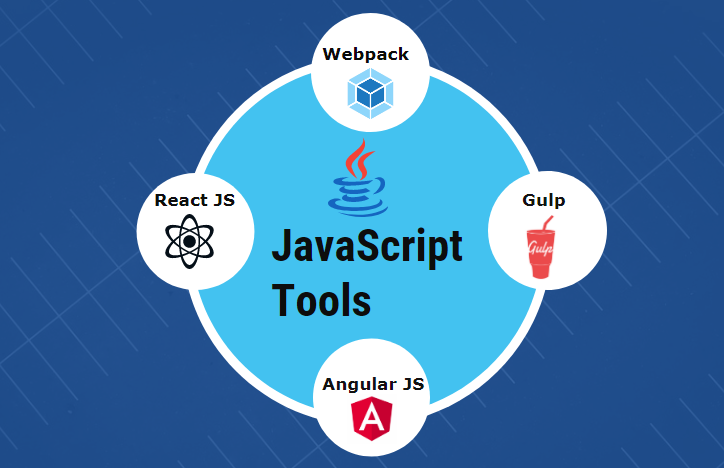 Webpack
React JS
Gulp
Gulp
JavaScript
Tools
Angular JS
A